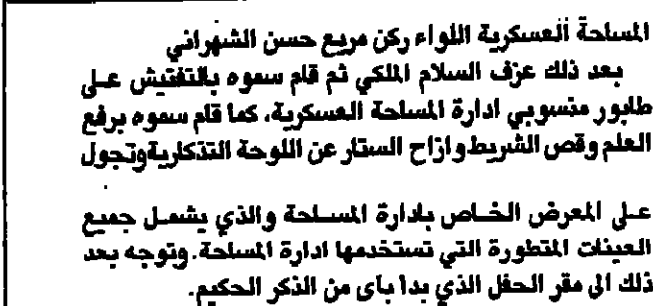 المساحة العسكرية اللواء ركن مريع حسن الشهراني
بعد ذلك عزف السلام الملكي ثم قام سموه بالتفتيش على
طابور منسوبي ادارة المساحة العسكرية، كما قام سموه برفع
العلم وقص الشريط وازاح الستار عن اللوحة التذكارية وتجول
على المعرض الخاص بادارة المساحة والذي يشمل جميع
العينات المتطورة التي تستخدمها ادارة المساحة. وتوجه بعد
ذلك الى مقر الحفل الذي بدا باى من الذكر الحكيم.